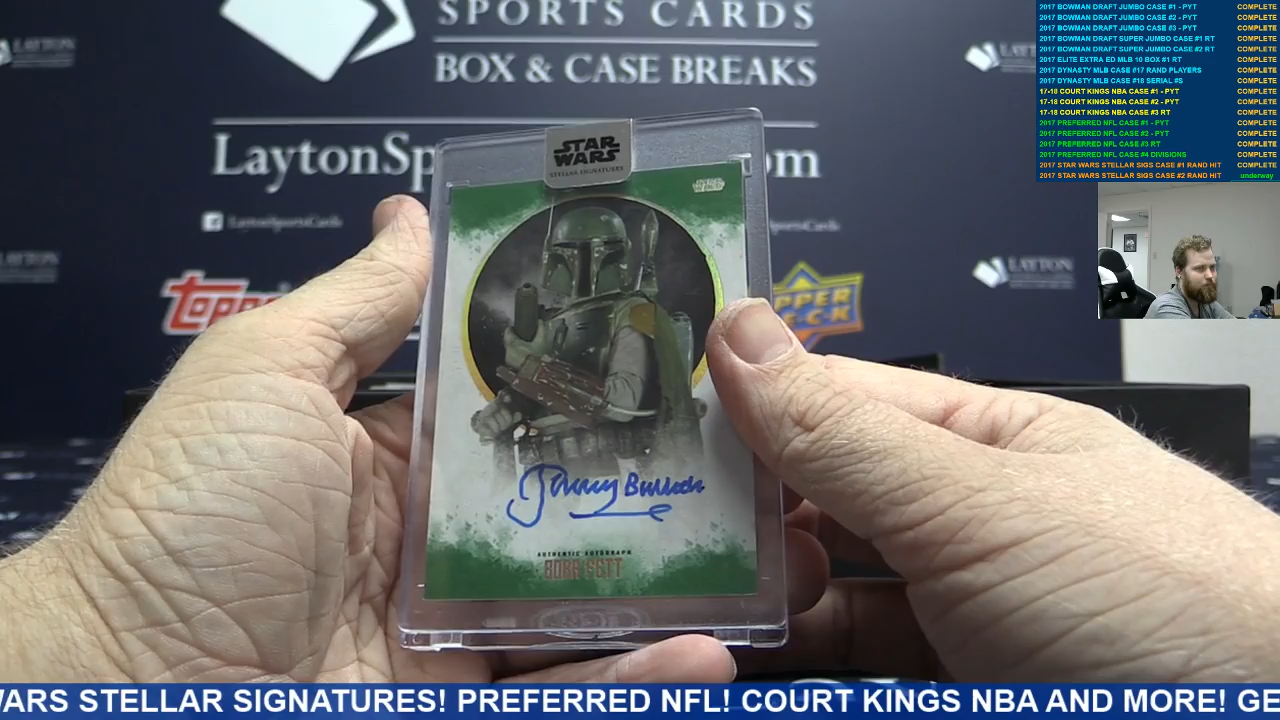 SPORTS CARDS
BOX & CASE BREAKS
LaytonSp om
LaytonSportsCards
LAYTON
LAYTON
topps
UPPER DECK
STAR WARS
STELLAR SIGNATURES
STAR WARS
Jeremy Bulloch
AUTHENTIC AUTOGRAPH
BOBA FETT
2017 BOWMAN DRAFT JUMBO CASE #1 - PYT COMPLETE
2017 BOWMAN DRAFT JUMBO CASE #2 - PYT COMPLETE
2017 BOWMAN DRAFT JUMBO CASE #3 - PYT COMPLETE
2017 BOWMAN DRAFT SUPER JUMBO CASE #1 RT COMPLETE
2017 BOWMAN DRAFT SUPER JUMBO CASE #2 RT COMPLETE
2017 ELITE EXTRA ED MLB 10 BOX #1 RT COMPLETE
2017 DYNASTY MLB CASE #17 RAND PLAYERS COMPLETE
2017 DYNASTY MLB CASE #18 SERIAL #S COMPLETE
17-18 COURT KINGS NBA CASE #1 - PYT COMPLETE
17-18 COURT KINGS NBA CASE #2 - PYT COMPLETE
17-18 COURT KINGS NBA CASE #3 RT COMPLETE
2017 PREFERRED NFL CASE #1 - PYT COMPLETE
2017 PREFERRED NFL CASE #2 - PYT COMPLETE
2017 PREFERRED NFL CASE #3 RT COMPLETE
2017 PREFERRED NFL CASE #4 DIVISIONS COMPLETE
2017 STAR WARS STELLAR SIGS CASE #1 RAND HIT COMPLETE
2017 STAR WARS STELLAR SIGS CASE #2 RAND HIT underway
WARS STELLAR SIGNATURES! PREFERRED NFL! COURT KINGS NBA AND MORE! GE